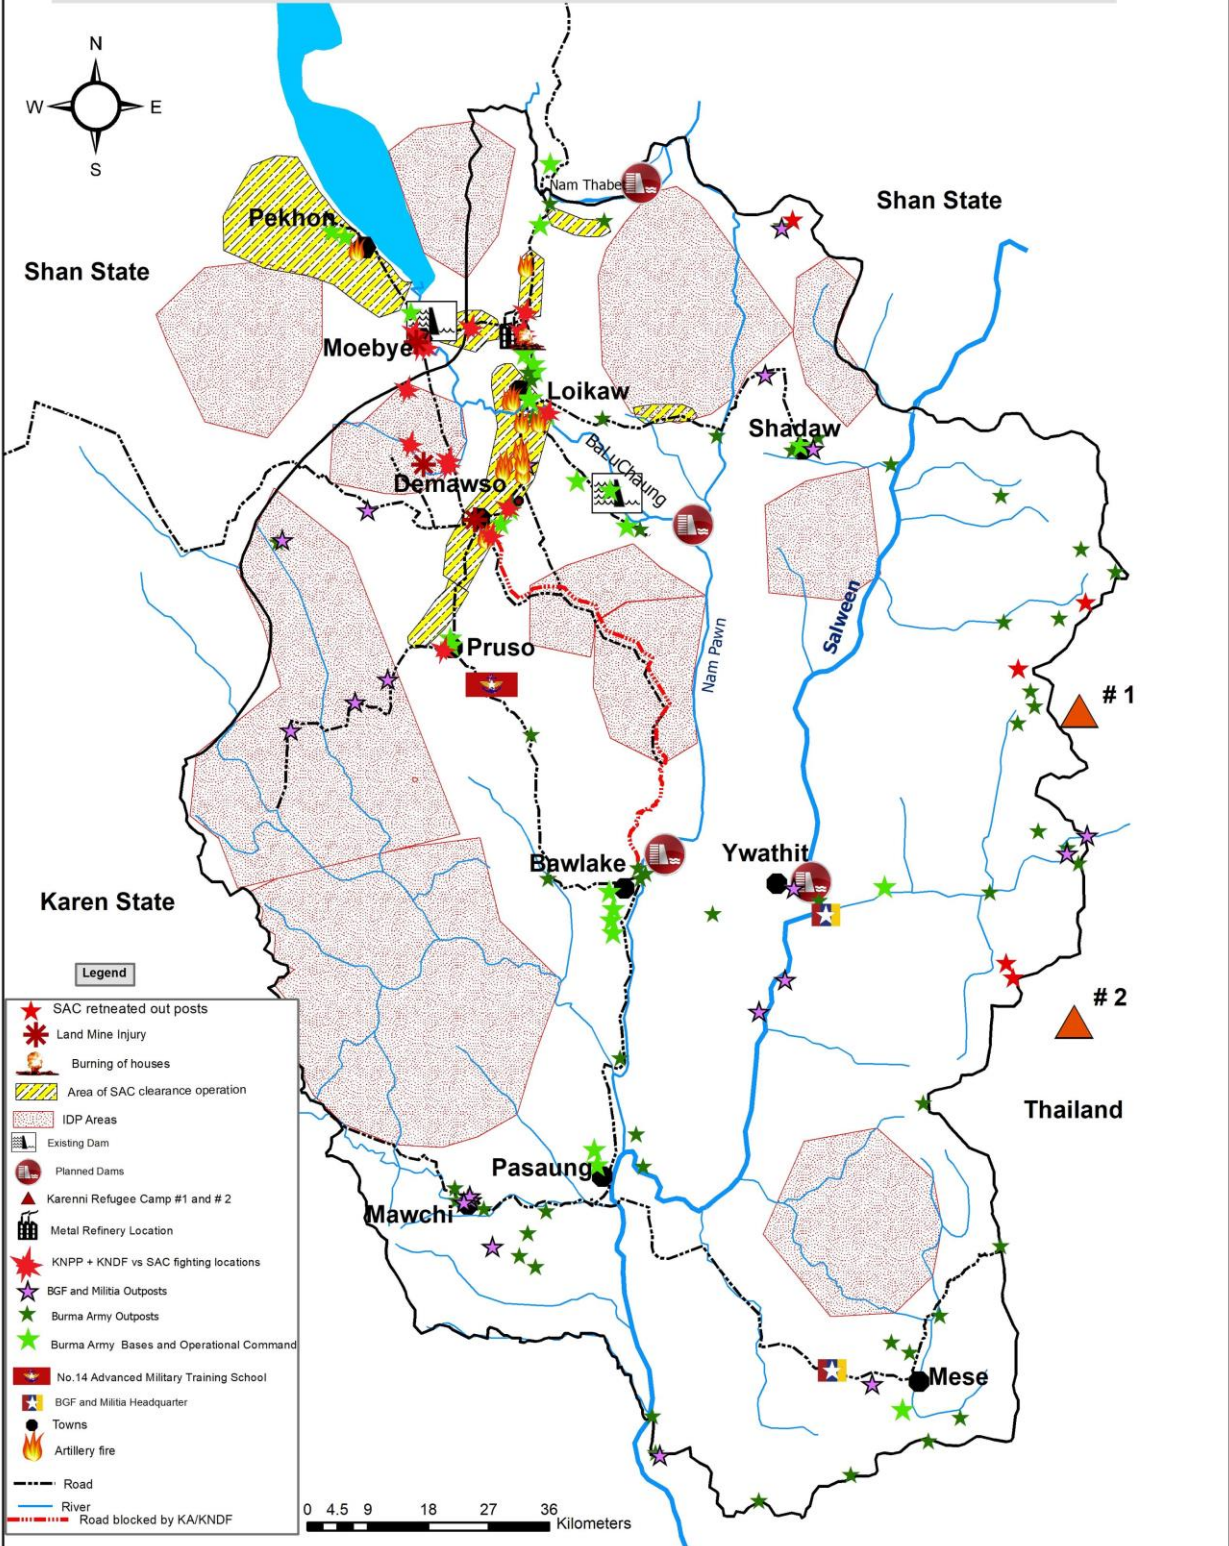 N
W
E
S
Nam Thabe
Shan State
Pekhon
Shan State
Moebye
Loikaw
Shadaw
BaLuChaung
Demawso
Salween
Pruso
Nam Pawn
# 1
Bawlake
Ywathit
Karen State
# 2
Thailand
Pasaung
Mawchi
Mese
Legend
SAC retneated out posts
Land Mine Injury
Burning of houses
Area of SAC clearance operation
IDP Areas
Existing Dam
Planned Dams
Karenni Refugee Camp #1 and # 2
Metal Refinery Location
KNPP + KNDF vs SAC fighting locations
BGF and Militia Outposts
Burma Army Outposts
Burma Army Bases and Operational Command
No.14 Advanced Military Training School
BGF and Militia Headquarter
Towns
Artillery fire
Road
River
Road blocked by KA/KNDF
0 4.5 9 18 27 36
Kilometers